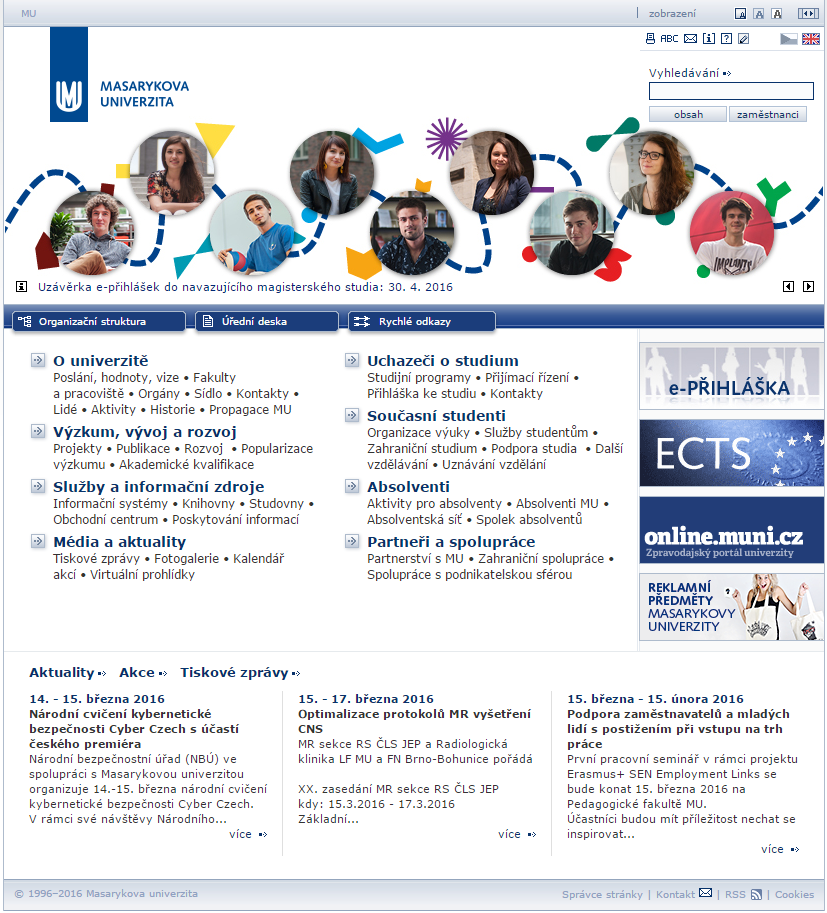 MU
zobrazení
A A A
ABC
MASARYKOVA
UNIVERZITA
Vyhledávání
obsah zaměstnanci
IMPLANTS
Uzávěrka e-přihlášek do navazujícího magisterského studia: 30. 4. 2016
Organizační struktura
Úřední deska
Rychlé odkazy
O univerzitě
Poslání, hodnoty, vize • Fakulty
a pracoviště • Orgány • Sídlo • Kontakty •
Lidé • Aktivity • Historie • Propagace MU
Výzkum, vývoj a rozvoj
Projekty • Publikace • Rozvoj • Popularizace
výzkumu • Akademické kvalifikace
Služby a informační zdroje
Informační systémy • Knihovny • Studovny •
Obchodní centrum • Poskytování informací
Média a aktuality
Tiskové zprávy • Fotogalerie • Kalendář
akcí • Virtuální prohlídky
Uchazeči o studium
Studijní programy • Přijímací řízení •
Přihláška ke studiu • Kontakty
Současní studenti
Organizace výuky • Služby studentům •
Zahraniční studium • Podpora studia • Další
vzdělávání • Uznávání vzdělání
Absolventi
Aktivity pro absolventy • Absolventi MU •
Absolventská síť • Spolek absolventů
Partneři a spolupráce
Partnerství s MU • Zahraniční spolupráce •
Spolupráce s podnikatelskou sférou
e-PŘIHLÁŠKA
ECTS
online.muni.cz
Zpravodajský portál univerzity
REKLAMNÍ
PŘEDMĚTY
MASARYKOVY
UNIVERZITY
Aktuality Akce Tiskové zprávy
14. - 15. března 2016
Národní cvičení kybernetické
bezpečnosti Cyber Czech s účastí
českého premiéra
Národní bezpečnostní úřad (NBÚ) ve
spolupráci s Masarykovou univerzitou
organizuje 14.-15. března národní cvičení
kybernetické bezpečnosti Cyber Czech.
V rámci své návštěvy Národního...
více
15. - 17. března 2016
Optimalizace protokolů MR vyšetření
CNS
MR sekce RS ČLS JEP a Radiologická
klinika LF MU a FN Brno-Bohunice pořádá
XX. zasedání MR sekce RS ČLS JEP
kdy: 15.3.2016 - 17.3.2016
Základní...
více
15. března - 15. února 2016
Podpora zaměstnavatelů a mladých
lidí s postižením při vstupu na trh
práce
První pracovní seminář v rámci projektu
Erasmus+ SEN Employment Links se
bude konat 15. března 2016 na
Pedagogické fakultě MU.
Účastníci budou mít příležitost nechat se
inspirovat...
více
© 1996–2016 Masarykova univerzita
Správce stránky | Kontakt | RSS | Cookies